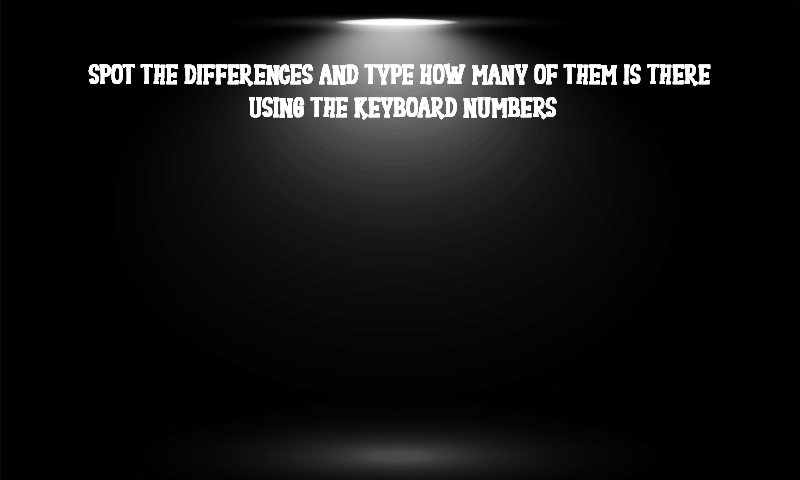 SPOT THE DIFFERENCES AND TYPE HOW MANY OF THEM IS THERE
USING THE KEYBOARD NUMBERS